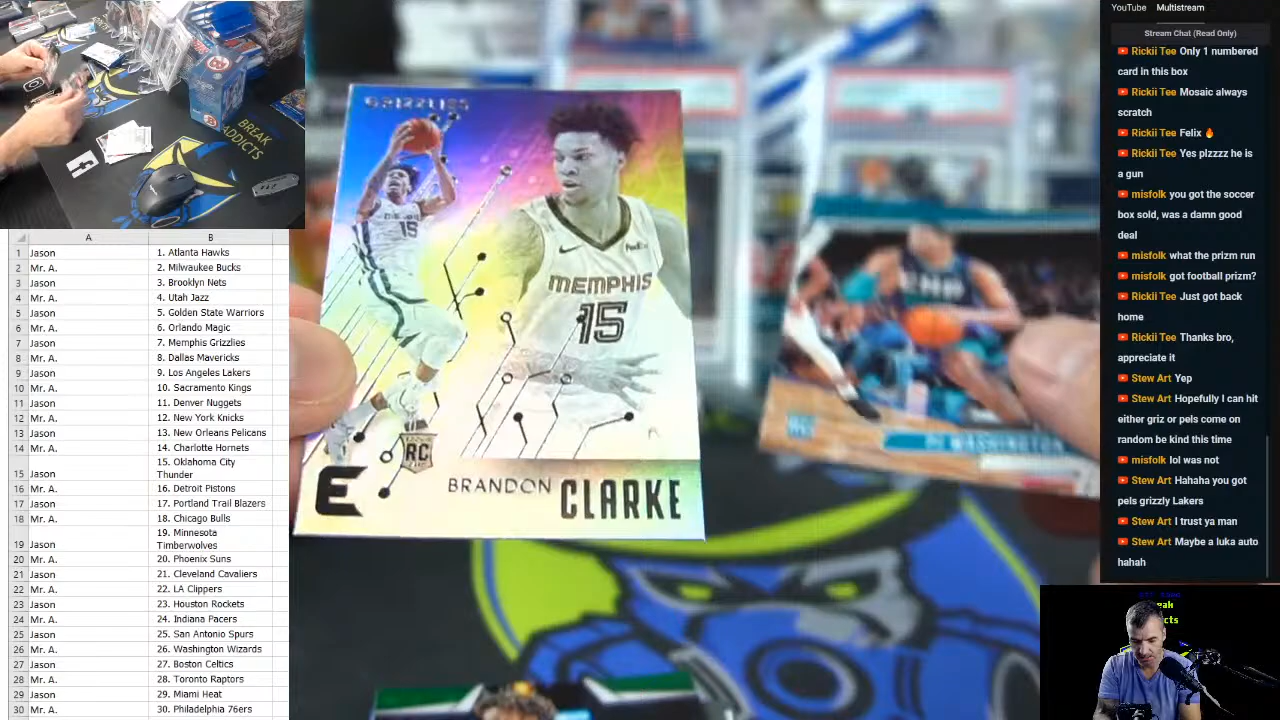 BREAK
ADDICTS
A B
1 Jason 1. Atlanta Hawks
2 Mr. A. 2. Milwaukee Bucks
3 Jason 3. Brooklyn Nets
4 Mr. A. 4. Utah Jazz
5 Jason 5. Golden State Warriors
6 Mr. A. 6. Orlando Magic
7 Jason 7. Memphis Grizzlies
8 Mr. A. 8. Dallas Mavericks
9 Jason 9. Los Angeles Lakers
10 Mr. A. 10. Sacramento Kings
11 Jason 11. Denver Nuggets
12 Mr. A. 12. New York Knicks
13 Jason 13. New Orleans Pelicans
14 Mr. A. 14. Charlotte Hornets
15. Oklahoma City
15 Jason Thunder
16 Mr. A. 16. Detroit Pistons
17 Jason 17. Portland Trail Blazers
18 Mr. A. 18. Chicago Bulls
19. Minnesota
19 Jason Timberwolves
20 Mr. A. 20. Phoenix Suns
21 Jason 21. Cleveland Cavaliers
22 Mr. A. 22. LA Clippers
23 Jason 23. Houston Rockets
24 Mr. A. 24. Indiana Pacers
25 Jason 25. San Antonio Spurs
26 Mr. A. 26. Washington Wizards
27 Jason 27. Boston Celtics
28 Mr. A. 28. Toronto Raptors
29 Jason 29. Miami Heat
30 Mr. A. 30. Philadelphia 76ers
GRIZZLIES
15
FedEx
MEMPHIS
15
RC
E
BRANDON CLARKE
PJ WASHINGTON
YouTube Multistream
Stream Chat (Read Only)
Rickii Tee Only 1 numbered
card in this box
Rickii Tee Mosaic always
scratch
Rickii Tee Felix 🔥
Rickii Tee Yes plzzzz he is
a gun
misfolk you got the soccer
box sold, was a damn good
deal
misfolk what the prizm run
misfolk got football prizm?
Rickii Tee Just got back
home
Rickii Tee Thanks bro,
appreciate it
Stew Art Yep
Stew Art Hopefully I can hit
either griz or pels come on
random be kind this time
misfolk lol was not
Stew Art Hahaha you got
pels grizzly Lakers
Stew Art I trust ya man
Stew Art Maybe a luka auto
hahah